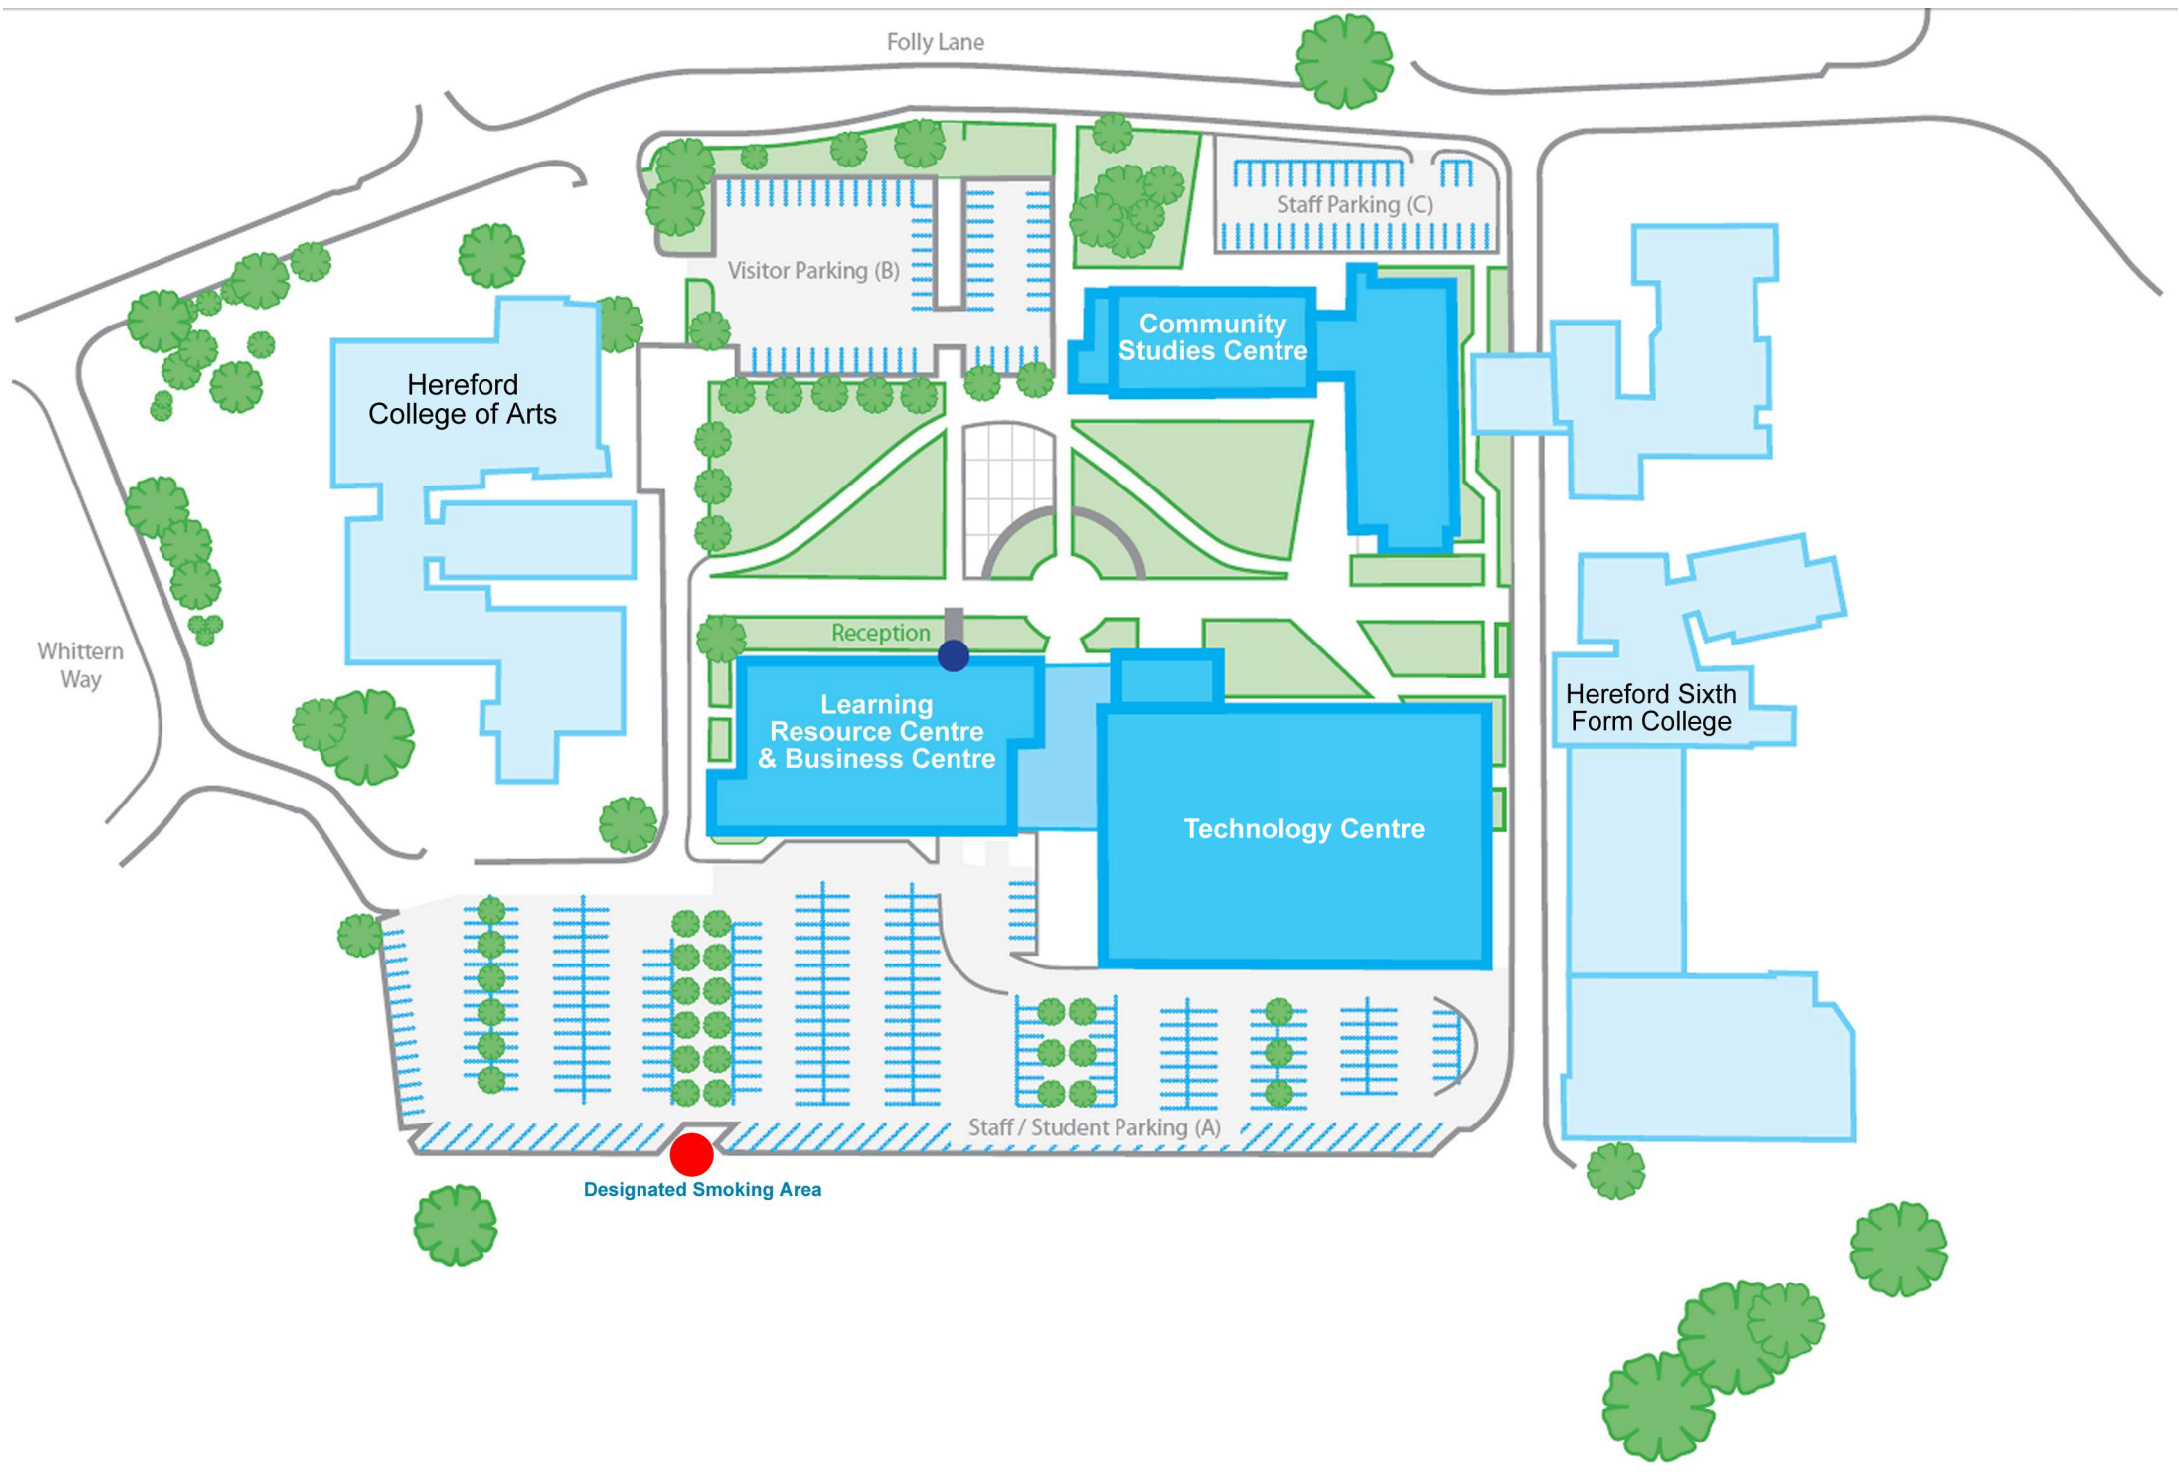 Folly Lane
Staff Parking (C)
Visitor Parking (B)
Community
Studies Centre
Hereford
College of Arts
Reception
Whittern
Way
Learning
Resource Centre
& Business Centre
Hereford Sixth
Form College
Technology Centre
Staff / Student Parking (A)
Designated Smoking Area